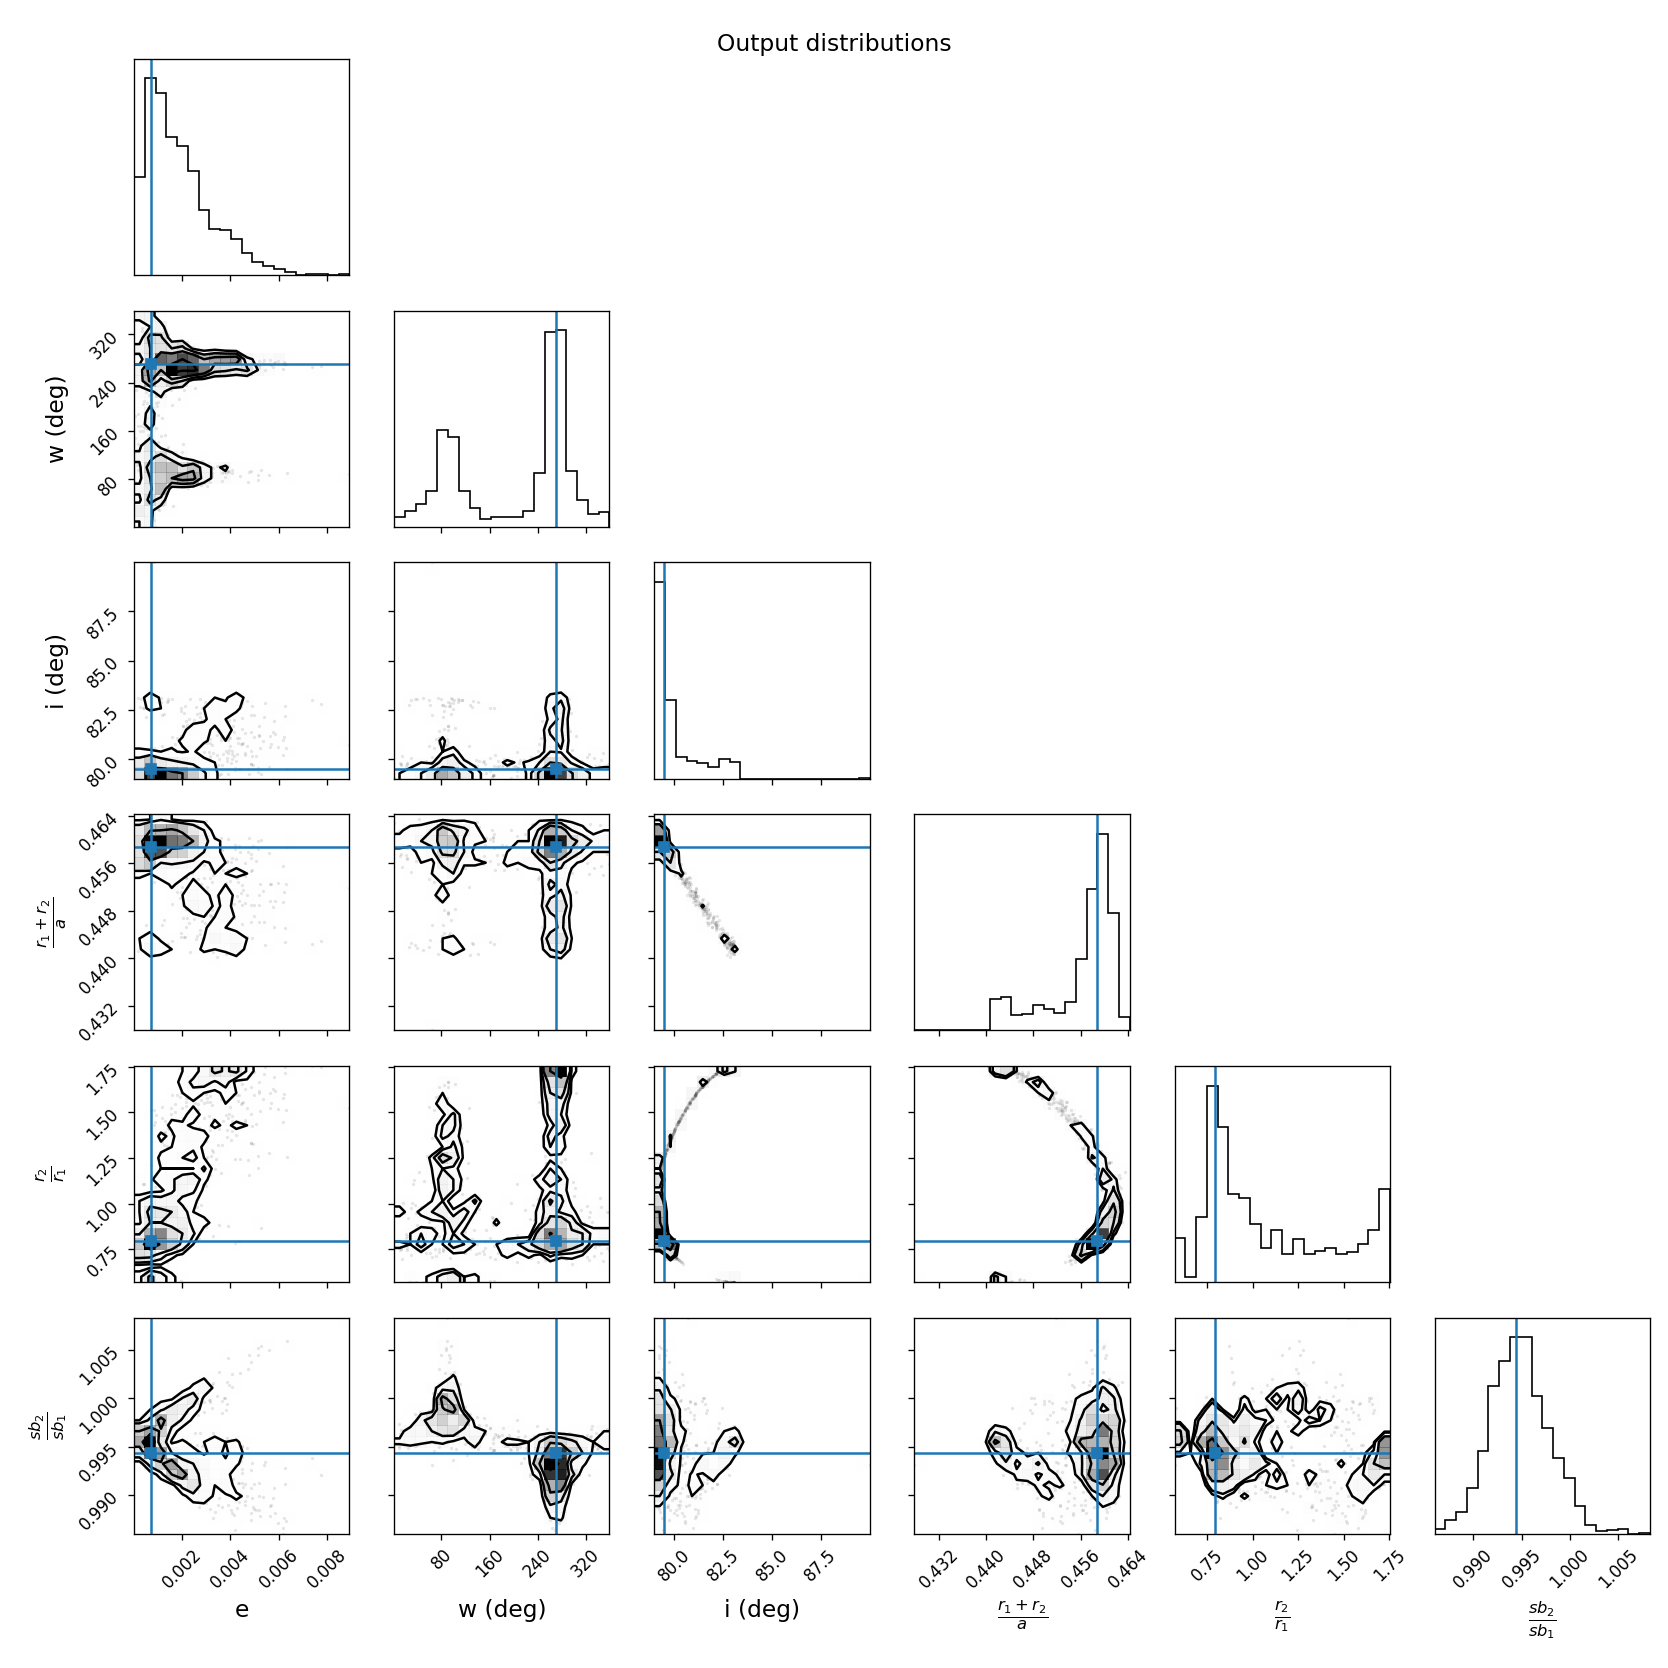 Output distributions
w (deg)
320
240
160
80
i (deg)
87.5
85.0
82.5
80.0
r₁ + r₂
a
0.464
0.456
0.448
0.440
0.432
r₂
r₁
1.75
1.50
1.25
1.00
0.75
sb₂
sb₁
1.005
1.000
0.995
0.990
0.002 0.004 0.006 0.008
80 160 240 320
80.0 82.5 85.0 87.5
0.432 0.440 0.448 0.456 0.464
0.75 1.00 1.25 1.50 1.75
0.990 0.995 1.000 1.005
e
w (deg)
i (deg)
r₁ + r₂
a
r₂
r₁
sb₂
sb₁